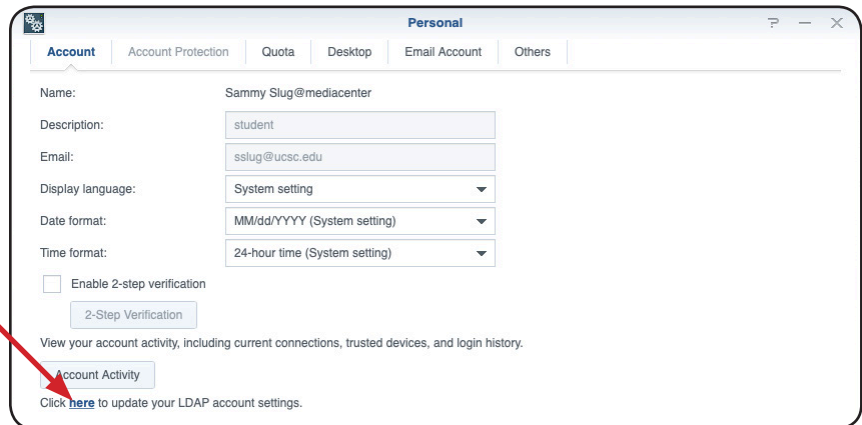 Personal
Account Account Protection Quota Desktop Email Account Others
Name: Sammy Slug@mediacenter
Description: student
Email: sslug@ucsc.edu
Display language: System setting
Date format: MM/dd/YYYY (System setting)
Time format: 24-hour time (System setting)
Enable 2-step verification
2-Step Verification
View your account activity, including current connections, trusted devices, and login history.
Account Activity
Click here to update your LDAP account settings.